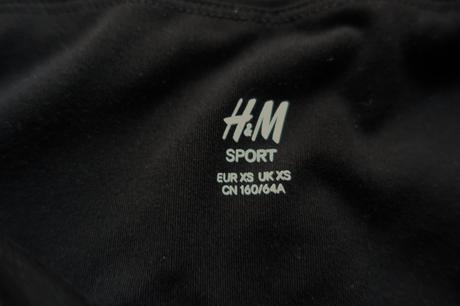 H&M
SPORT
EUR XS UK XS
CN 160/64A